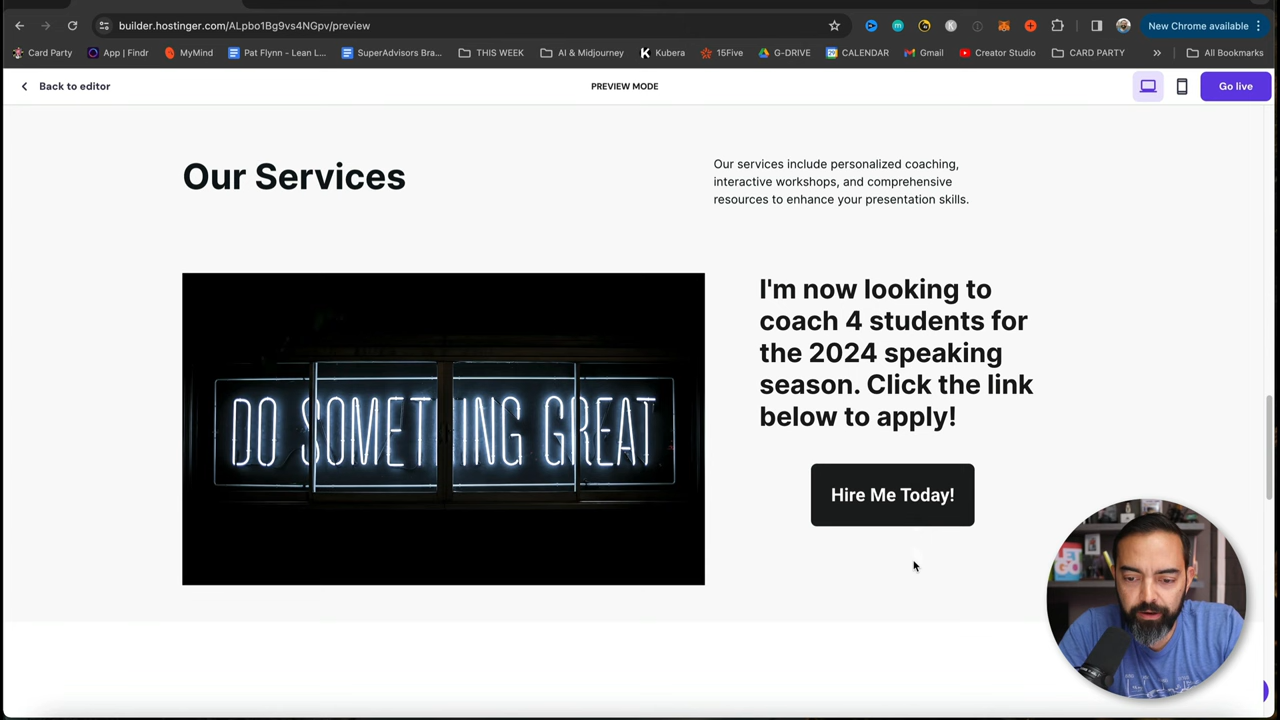 builder.hostinger.com/ALpbo1Bg9vs4NGpv/preview
New Chrome available
Card Party
App | Findr
MyMind
Pat Flynn - Lean L...
SuperAdvisors Bra...
THIS WEEK
AI & Midjourney
Kubera
15Five
G-DRIVE
CALENDAR
Gmail
Creator Studio
CARD PARTY
All Bookmarks
Back to editor
PREVIEW MODE
Go live
Our Services
Our services include personalized coaching,
interactive workshops, and comprehensive
resources to enhance your presentation skills.
DO SOMETHING GREAT
I'm now looking to
coach 4 students for
the 2024 speaking
season. Click the link
below to apply!
Hire Me Today!